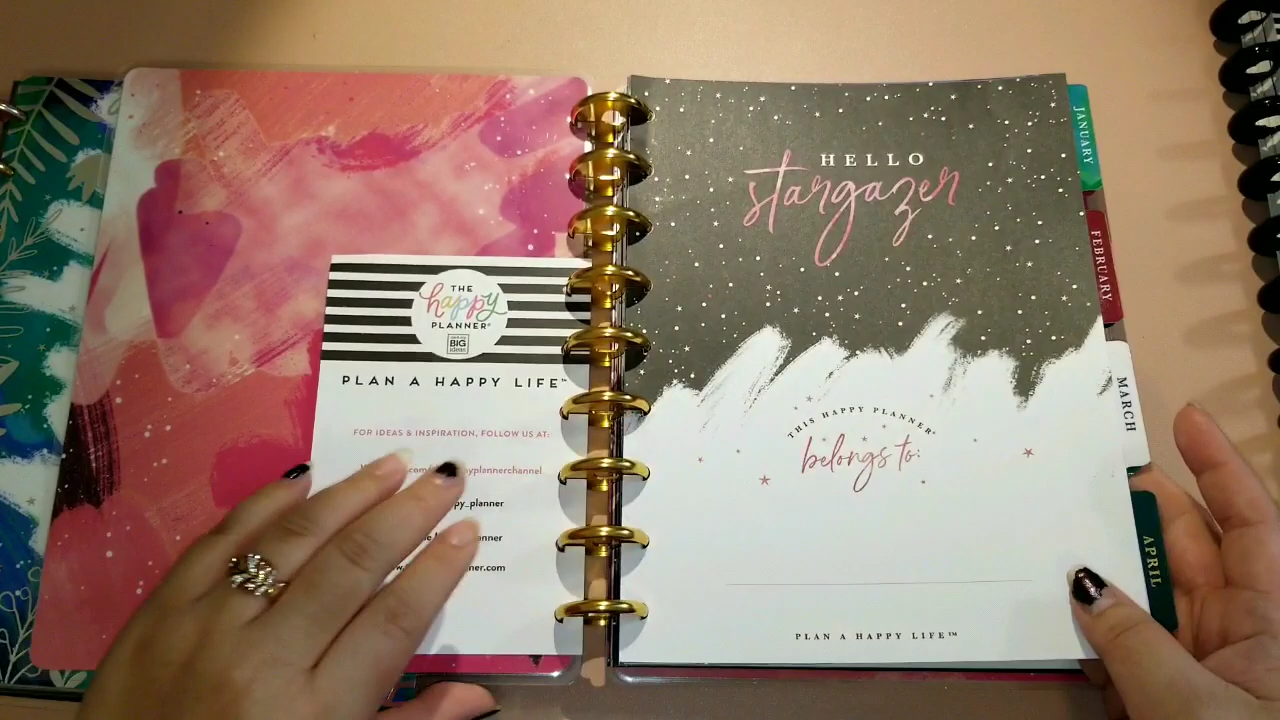 THE
happy
PLANNER®
BIG
ideas
PLAN A HAPPY LIFE™
FOR IDEAS & INSPIRATION, FOLLOW US AT:
HELLO
stargazer
THIS HAPPY PLANNER®
belongs to:
PLAN A HAPPY LIFE™
JANUARY
FEBRUARY
MARCH
APRIL